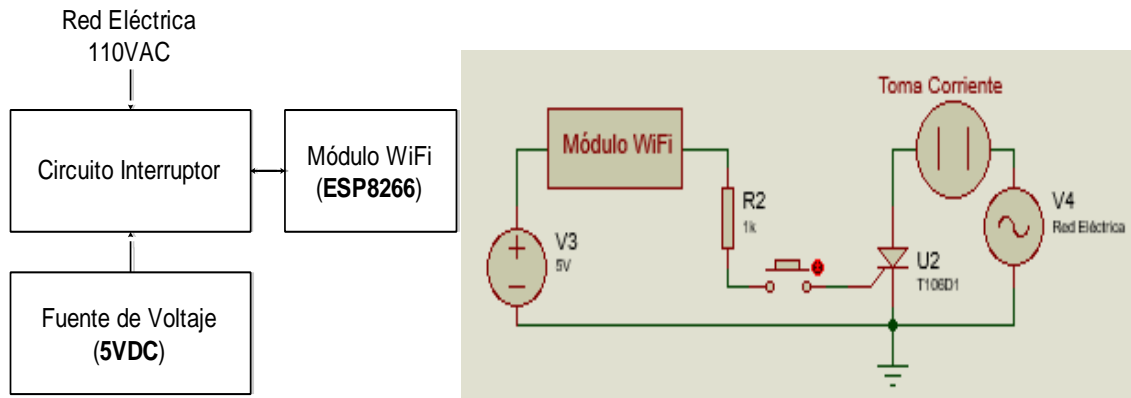 Red Eléctrica
110VAC
Circuito Interruptor
Módulo WiFi
(ESP8266)
Fuente de Voltaje
(5VDC)
Toma Corriente
Módulo WiFi
R2
1k
V3
5V
U2
T106D1
V4
Red Eléctrica